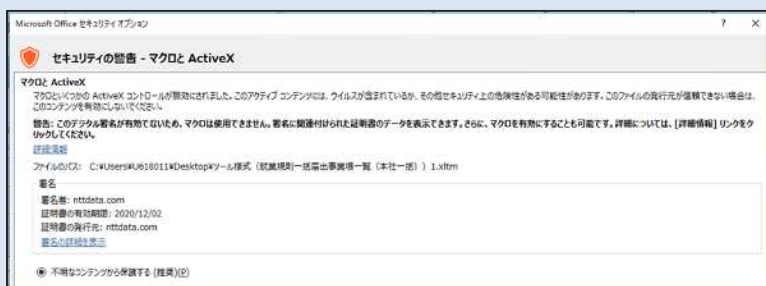 Microsoft Office セキュリティ オプション
? ×
セキュリティの警告 - マクロと ActiveX
マクロと ActiveX
マクロといくつかの ActiveX コントロールが無効にされました。このアクティブ コンテンツには、ウイルスが含まれているか、その他セキュリティ上の危険性がある可能性があります。このファイルの発行元が信頼できない場合は、
このコンテンツを有効にしないでください。
警告: このデジタル署名が有効でないため、マクロは使用できません。署名に関連付けられた証明書のデータを表示できます。さらに、マクロを有効にすることも可能です。詳細については、[詳細情報] リンクをク
リックしてください。
詳細情報
ファイルのパス: C:¥Users¥U618011¥Desktop¥ツール様式（就業規則一括届出事業場一覧（本社一括））1.xltm
署名
署名者: nttdata.com
証明書の有効期限: 2020/12/02
証明書の発行元: nttdata.com
署名の詳細を表示
不明なコンテンツから保護する (推奨)(P)